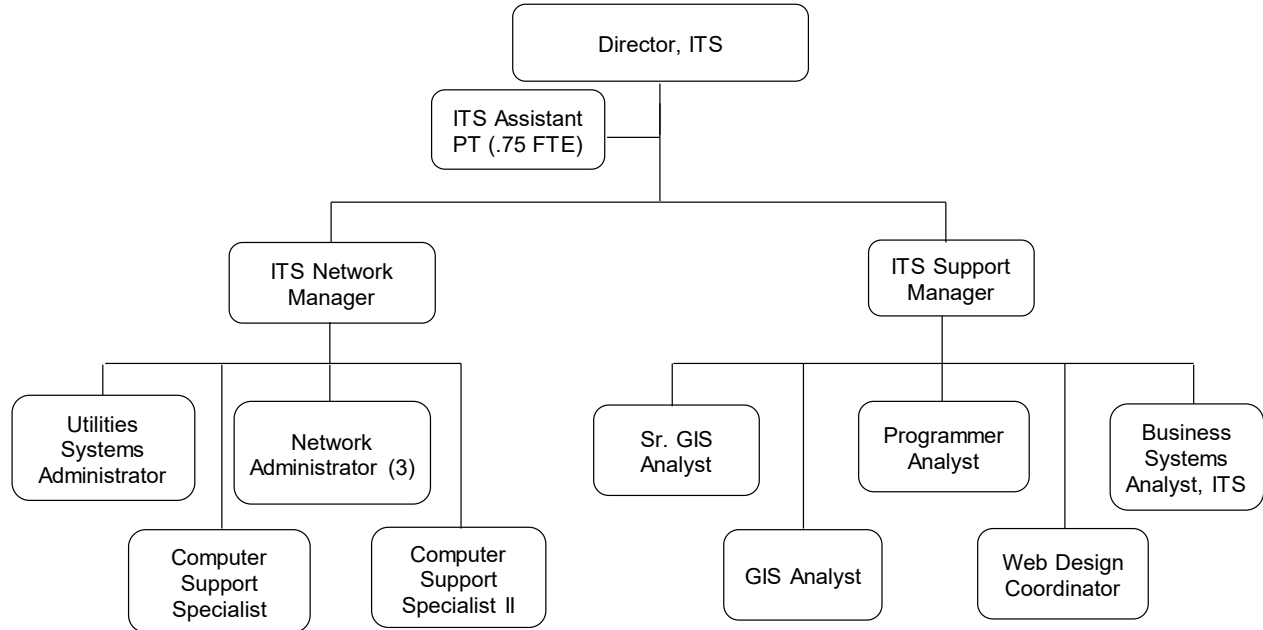 Director, ITS
ITS Assistant
PT (.75 FTE)
ITS Network
Manager
ITS Support
Manager
Utilities
Systems
Administrator
Network
Administrator (3)
Sr. GIS
Analyst
Programmer
Analyst
Business
Systems
Analyst, ITS
Computer
Support
Specialist
Computer
Support
Specialist II
GIS Analyst
Web Design
Coordinator